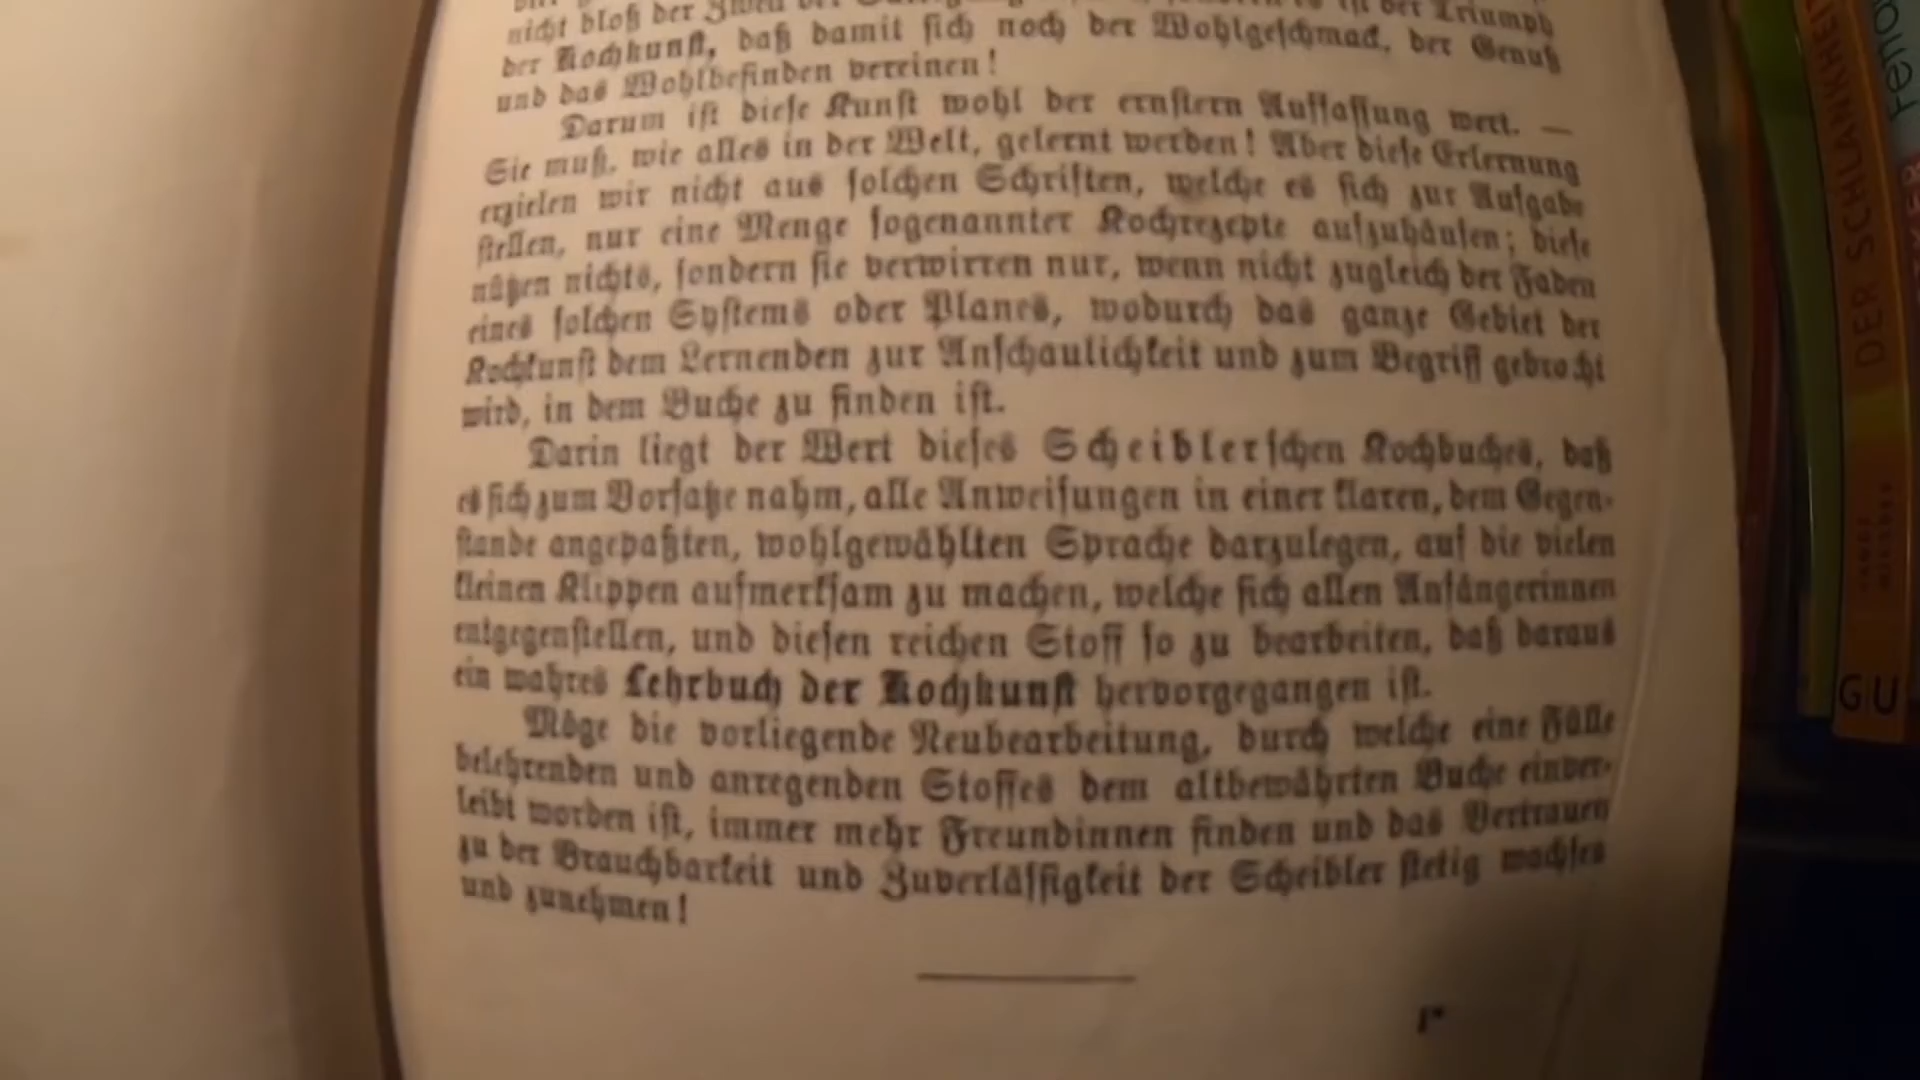 nicht bloß der Zweck der
der Kochkunst, daß damit sich noch der Wohlgeschmack, der Genuß
und das Wohlbefinden vereinen!
Darum ist diese Kunst wohl der ernstern Auffassung wert. —
Sie muß, wie alles in der Welt, gelernt werden! Aber diese Erlernung
erzielen wir nicht aus solchen Schriften, welche es sich zur Aufgabe
stellen, nur eine Menge sogenannter Kochrezepte aufzuhäufen; diese
nützen nichts, sondern sie verwirren nur, wenn nicht zugleich der Faden
eines solchen Systems oder Planes, wodurch das ganze Gebiet der
Kochkunst dem Lernenden zur Anschaulichkeit und zum Begriff gebracht
wird, in dem Buche zu finden ist.
Darin liegt der Wert dieses Scheiblerschen Kochbuches, daß
es sich zum Vorsatze nahm, alle Anweisungen in einer klaren, dem Gegen-
stande angepaßten, wohlgewählten Sprache darzulegen, auf die vielen
kleinen Klippen aufmerksam zu machen, welche sich allen Anfängerinnen
entgegenstellen, und diesen reichen Stoff so zu bearbeiten, daß daraus
ein wahres Lehrbuch der Kochkunst hervorgegangen ist.
Möge die vorliegende Neubearbeitung, durch welche eine Fülle
belehrenden und anregenden Stoffes dem altbewährten Buche einver-
leibt worden ist, immer mehr Freundinnen finden und das Vertrauen
zu der Brauchbarkeit und Zuverlässigkeit der Scheibler stetig wachsen
und zunehmen!
1*
DER SCHLANKHEIT
GU